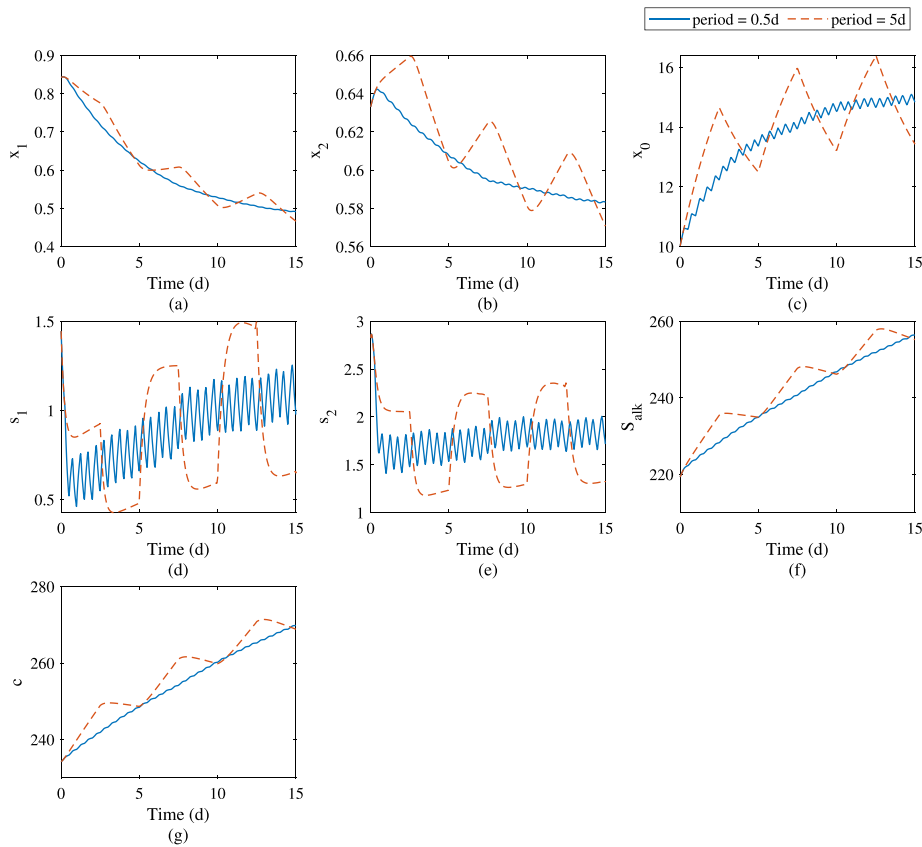 period = 0.5d period = 5d
0.9
0.8
0.7
0.6
0.5
0.4
x1
0 5 10 15
Time (d)
(a)
0.66
0.64
0.62
0.6
0.58
0.56
x2
0 5 10 15
Time (d)
(b)
16
14
12
10
x0
0 5 10 15
Time (d)
(c)
1.5
1
0.5
s1
0 5 10 15
Time (d)
(d)
3
2.5
2
1.5
1
s2
0 5 10 15
Time (d)
(e)
260
240
220
Salk
0 5 10 15
Time (d)
(f)
280
260
240
c
0 5 10 15
Time (d)
(g)